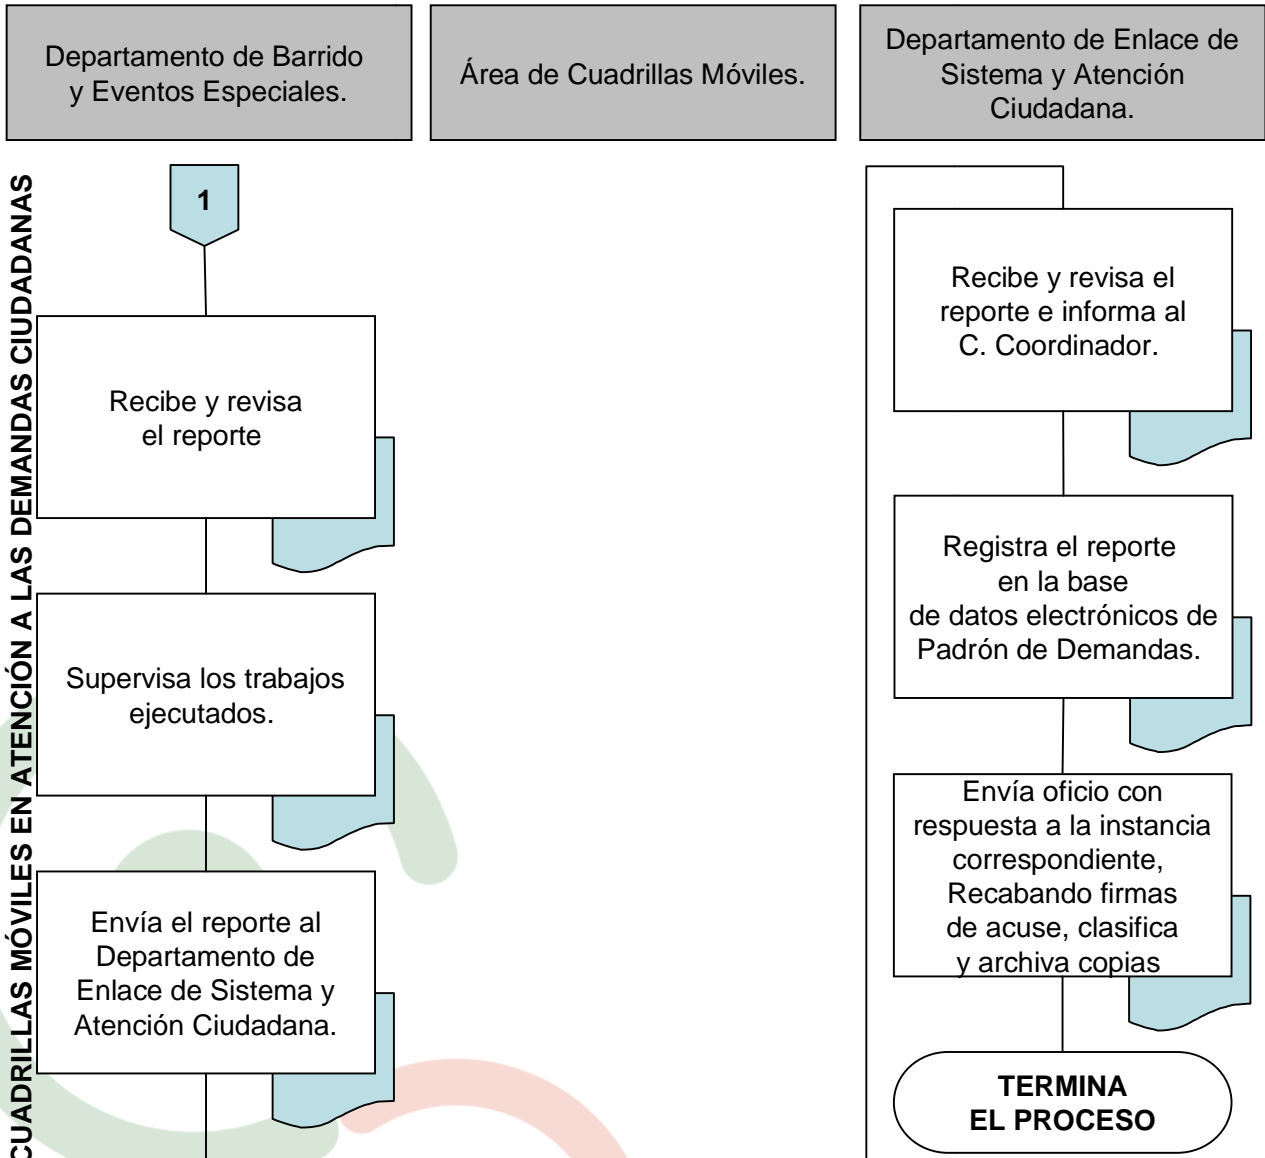 Departamento de Barrido
y Eventos Especiales.
Área de Cuadrillas Móviles.
Departamento de Enlace de
Sistema y Atención
Ciudadana.
CUADRILLAS MÓVILES EN ATENCIÓN A LAS DEMANDAS CIUDADANAS
1
Recibe y revisa
el reporte
Supervisa los trabajos
ejecutados.
Envía el reporte al
Departamento de
Enlace de Sistema y
Atención Ciudadana.
Recibe y revisa el
reporte e informa al
C. Coordinador.
Registra el reporte
en la base
de datos electrónicos de
Padrón de Demandas.
Envía oficio con
respuesta a la instancia
correspondiente,
Recabando firmas
de acuse, clasifica
y archiva copias
TERMINA
EL PROCESO